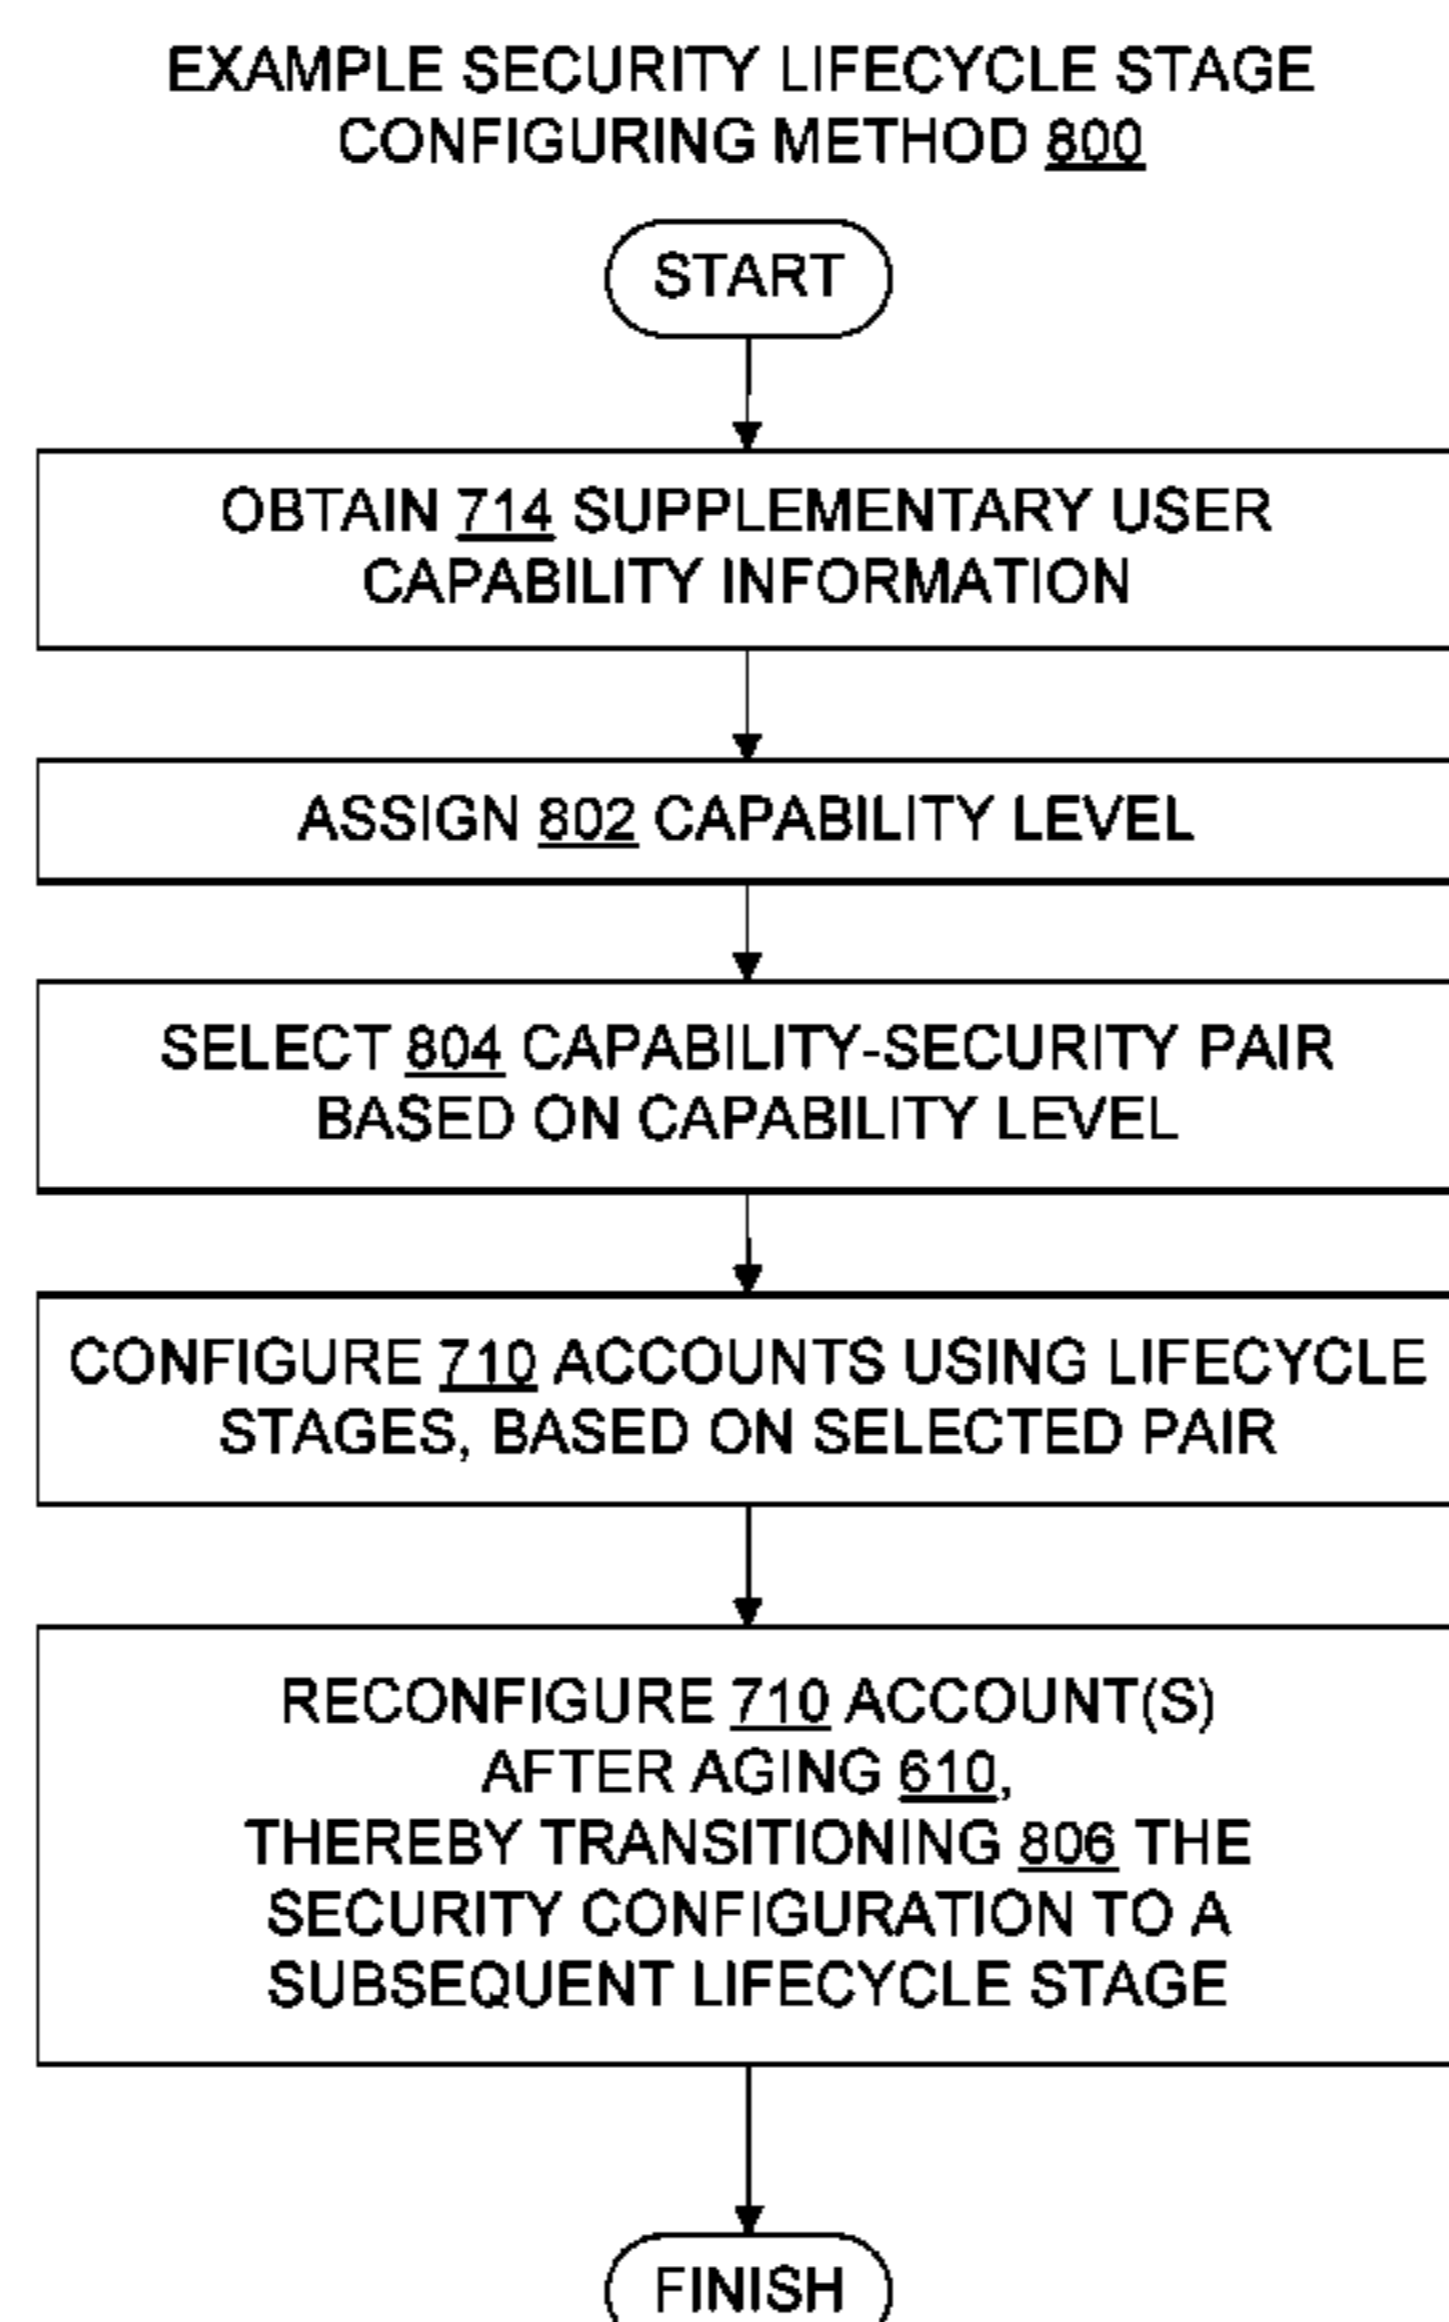 EXAMPLE SECURITY LIFECYCLE STAGE
CONFIGURING METHOD 800
START
OBTAIN 714 SUPPLEMENTARY USER
CAPABILITY INFORMATION
ASSIGN 802 CAPABILITY LEVEL
SELECT 804 CAPABILITY-SECURITY PAIR
BASED ON CAPABILITY LEVEL
CONFIGURE 710 ACCOUNTS USING LIFECYCLE
STAGES, BASED ON SELECTED PAIR
RECONFIGURE 710 ACCOUNT(S)
AFTER AGING 610,
THEREBY TRANSITIONING 806 THE
SECURITY CONFIGURATION TO A
SUBSEQUENT LIFECYCLE STAGE
FINISH